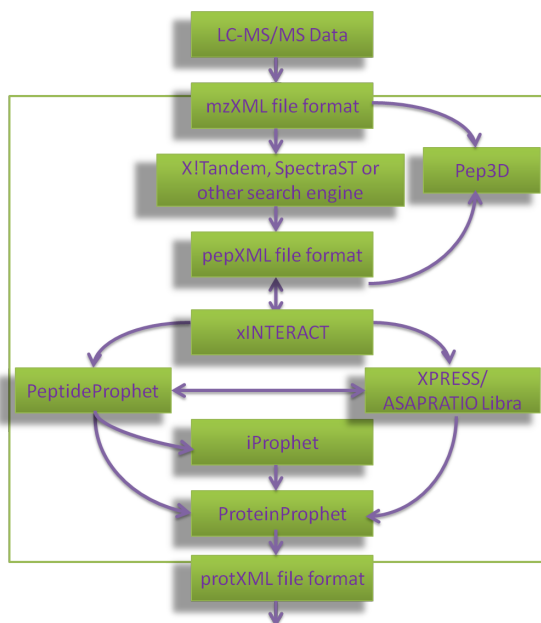 LC-MS/MS Data
mzXML file format
X!Tandem, SpectraST or
other search engine
Pep3D
pepXML file format
xINTERACT
PeptideProphet
XPRESS/
ASAPRATIO Libra
iProphet
ProteinProphet
protXML file format